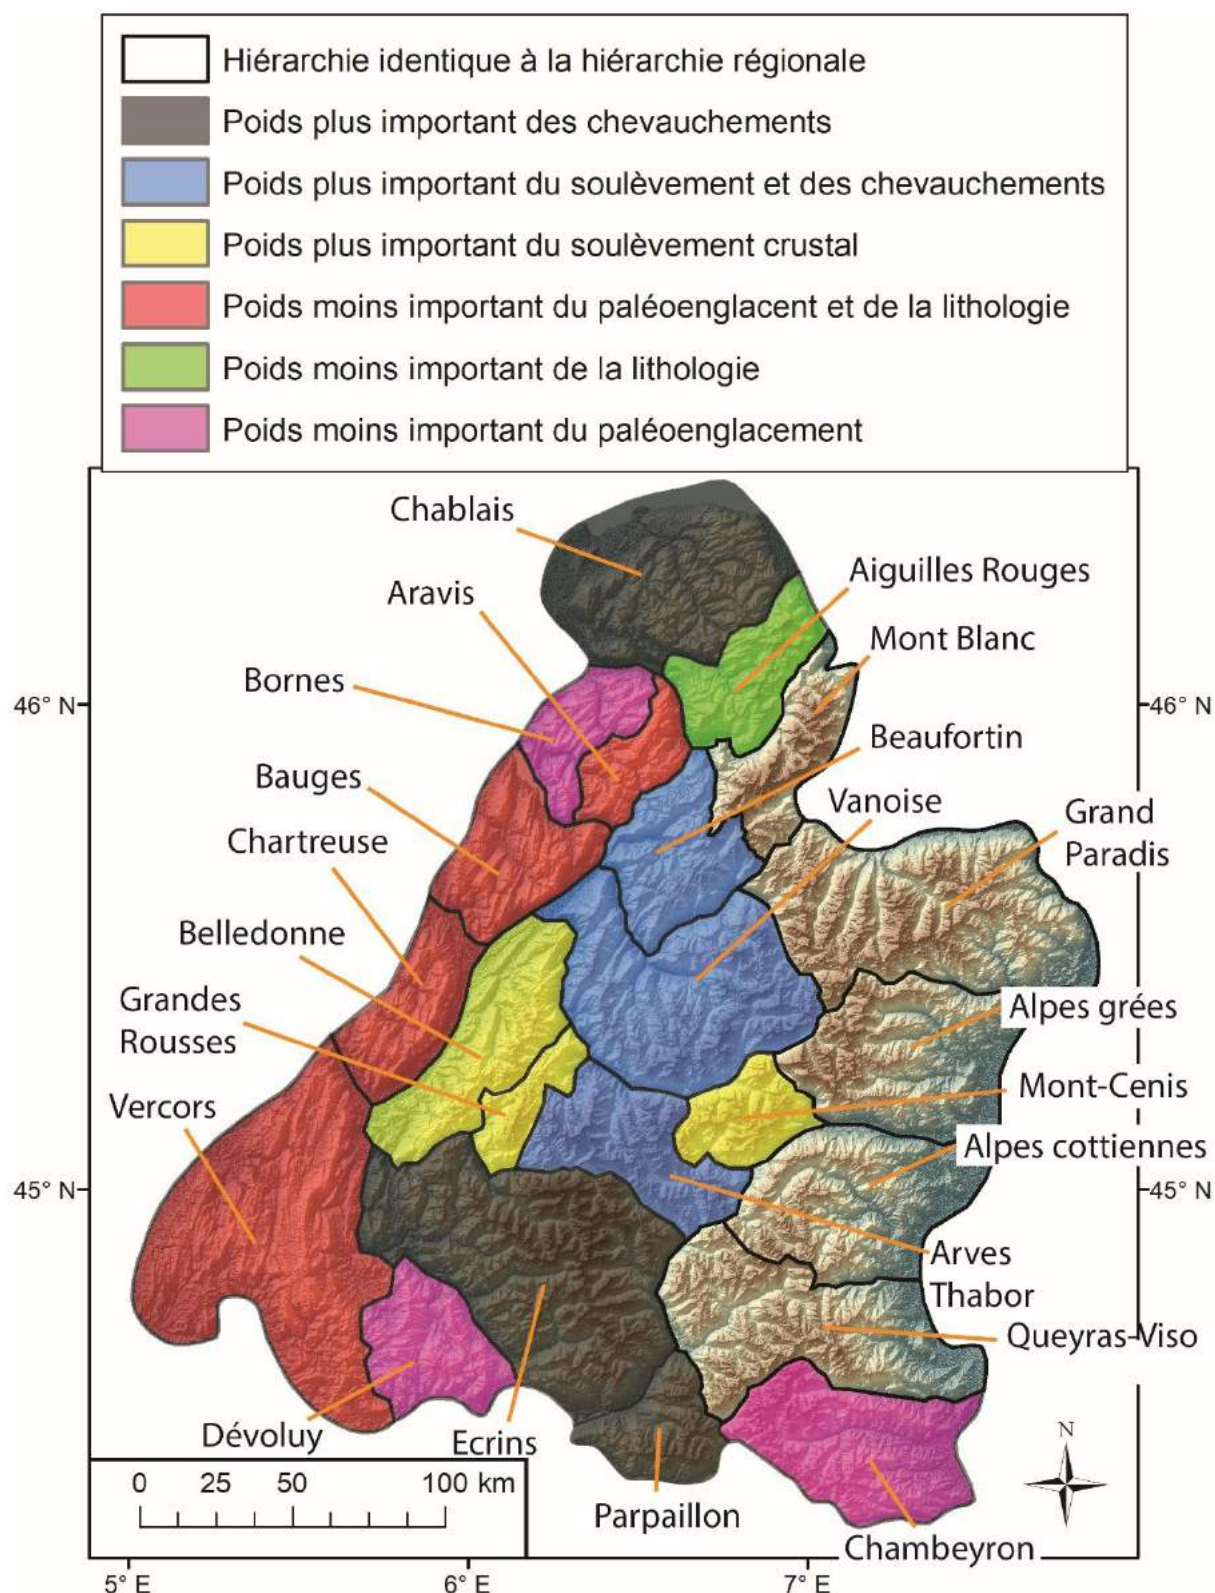 Hiérarchie identique à la hiérarchie régionale
Poids plus important des chevauchements
Poids plus important du soulèvement et des chevauchements
Poids plus important du soulèvement crustal
Poids moins important du paléoenglacent et de la lithologie
Poids moins important de la lithologie
Poids moins important du paléoenglacement
Chablais
Aravis
Aiguilles Rouges
Mont Blanc
Bornes
46° N
46° N
Beaufortin
Bauges
Vanoise
Chartreuse
Grand
Paradis
Belledonne
Grandes
Rousses
Alpes grées
Vercors
Mont-Cenis
Alpes cottiennes
45° N
45° N
Arves
Thabor
Queyras-Viso
Dévoluy
Ecrins
N
0 25 50 100 km
Parpaillon
Chambeyron
5° E
6° E
7° E